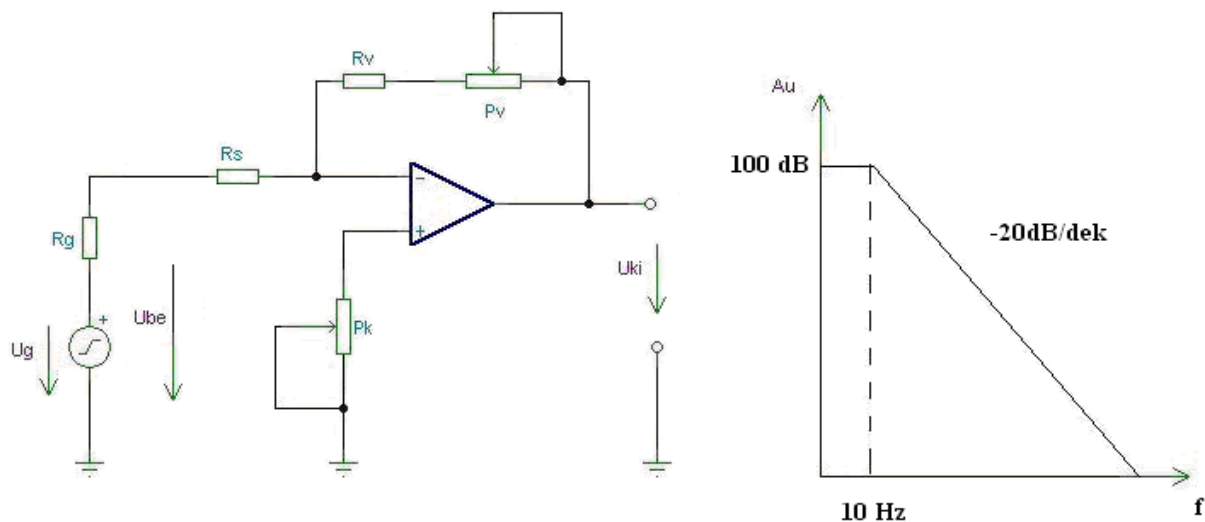 Rv
Pv
Rs
-
+
Rg
Ube
+
Ug
Pk
Uki
Au
100 dB
-20dB/dek
10 Hz
f